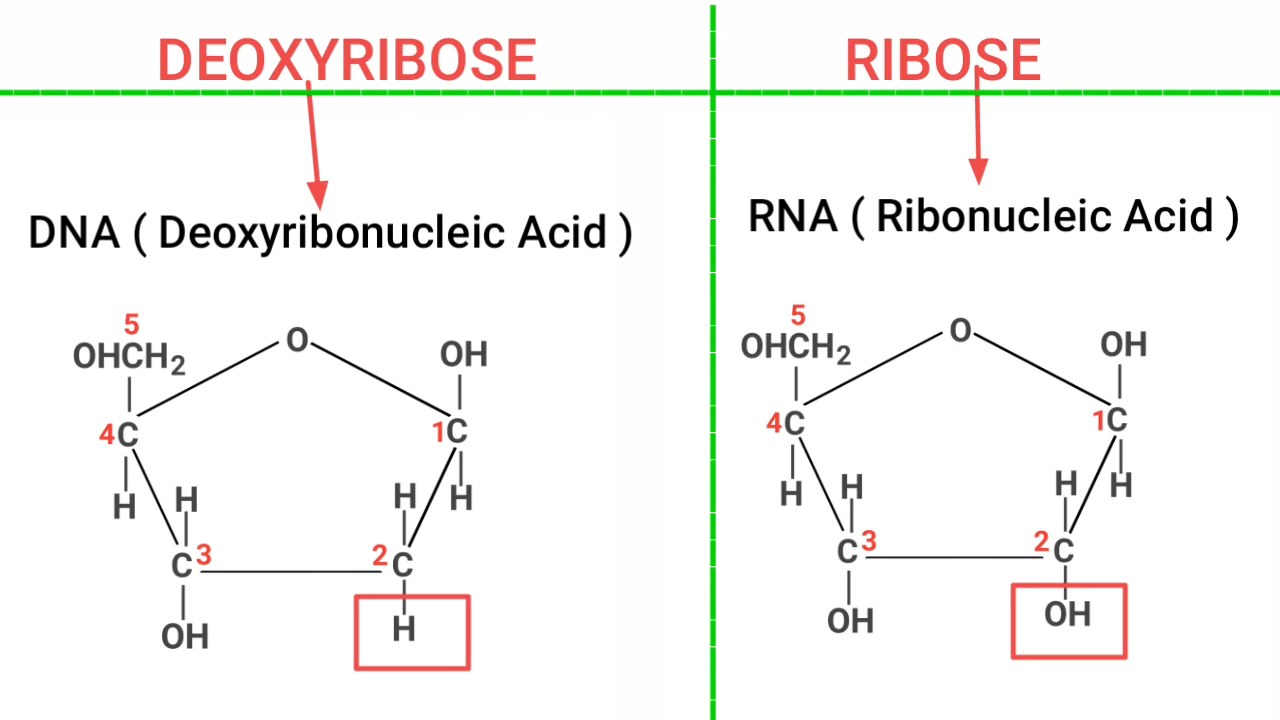 DEOXYRIBOSE
DNA ( Deoxyribonucleic Acid )
5
OHCH₂
O
OH
4C
1C
H
H
H
H
C3
2C
OH
H
RIBOSE
RNA ( Ribonucleic Acid )
5
OHCH₂
O
OH
4C
1C
H
H
H
H
C3
2C
OH
OH